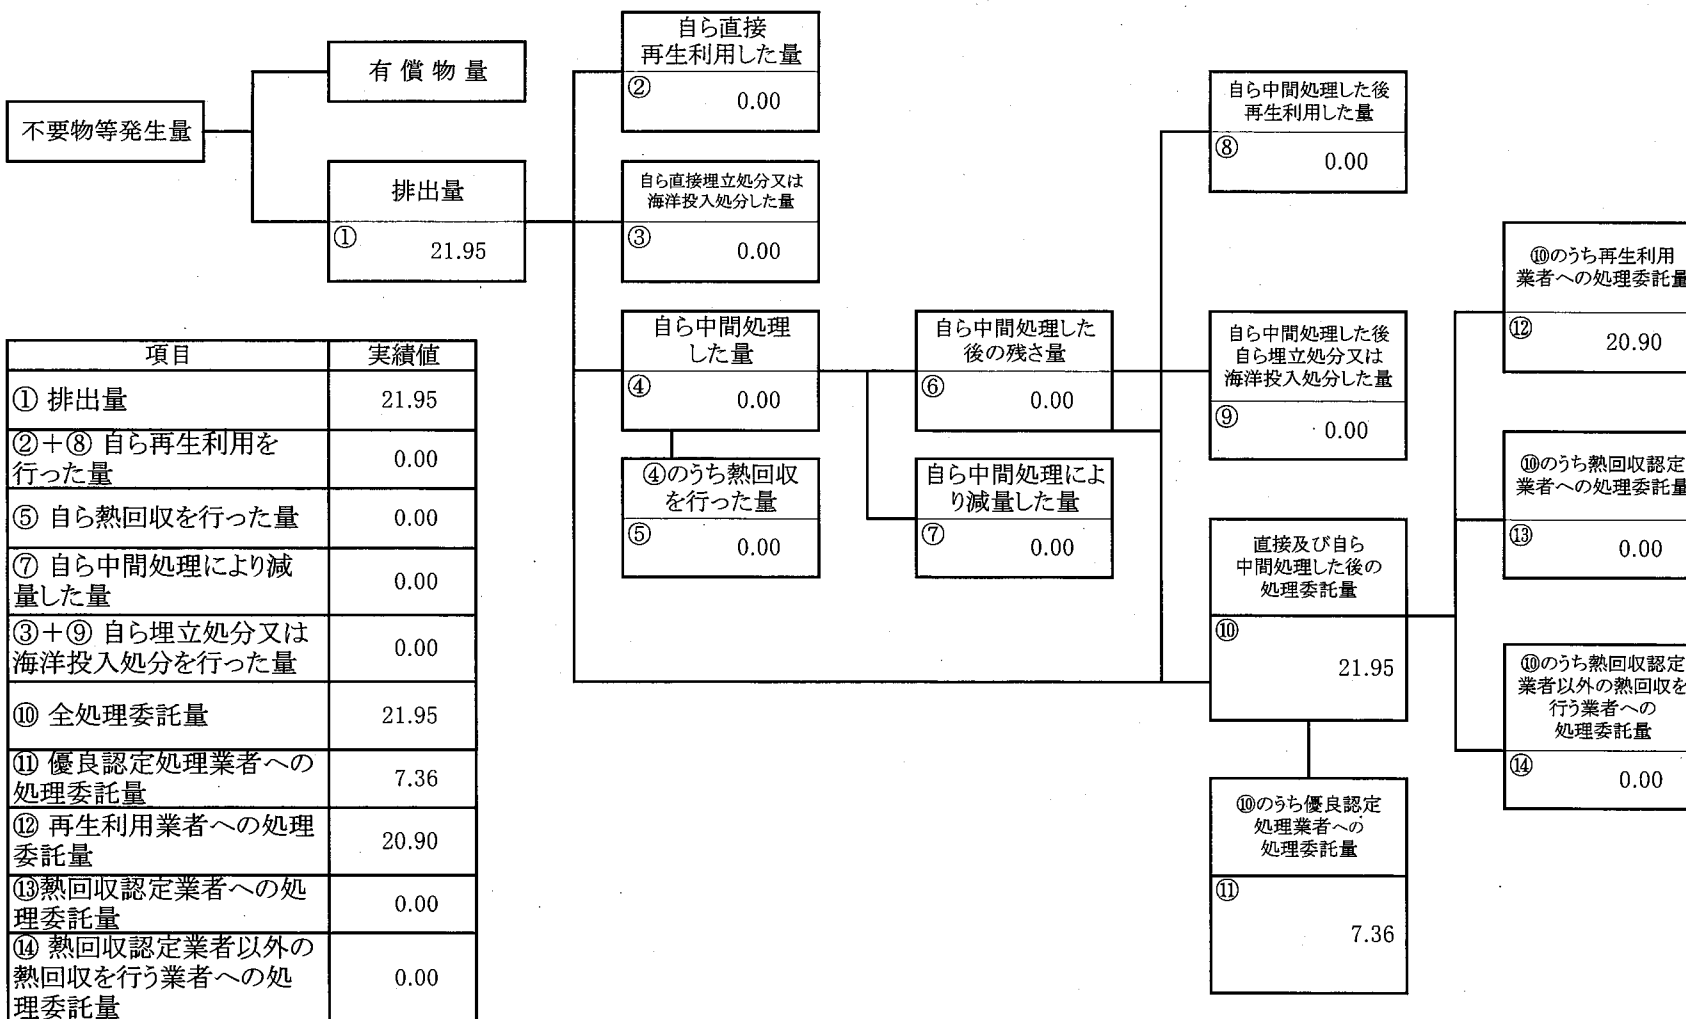 不要物等発生量
有償物量
排出量
①
21.95
自ら直接
再生利用した量
②
0.00
自ら直接埋立処分又は
海洋投入処分した量
③
0.00
自ら中間処理
した量
④
0.00
④のうち熱回収
を行った量
⑤
0.00
自ら中間処理した
後の残さ量
⑥
0.00
自ら中間処理によ
り減量した量
⑦
0.00
自ら中間処理した後
再生利用した量
⑧
0.00
自ら中間処理した後
自ら埋立処分又は
海洋投入処分した量
⑨
0.00
直接及び自ら
中間処理した後の
処理委託量
⑩
21.95
⑩のうち優良認定
処理業者への
処理委託量
⑪
7.36
⑩のうち再生利用
業者への処理委託量
⑫
20.90
⑩のうち熱回収認定
業者への処理委託量
⑬
0.00
⑩のうち熱回収認定
業者以外の熱回収を
行う業者への
処理委託量
⑭
0.00
項目 実績値
① 排出量 21.95
②+⑧ 自ら再生利用を
行った量 0.00
⑤ 自ら熱回収を行った量 0.00
⑦ 自ら中間処理により減
量した量 0.00
③+⑨ 自ら埋立処分又は
海洋投入処分を行った量 0.00
⑩ 全処理委託量 21.95
⑪ 優良認定処理業者への
処理委託量 7.36
⑫ 再生利用業者への処理
委託量 20.90
⑬熱回収認定業者への処
理委託量 0.00
⑭ 熱回収認定業者以外の
熱回収を行う業者への処
理委託量 0.00